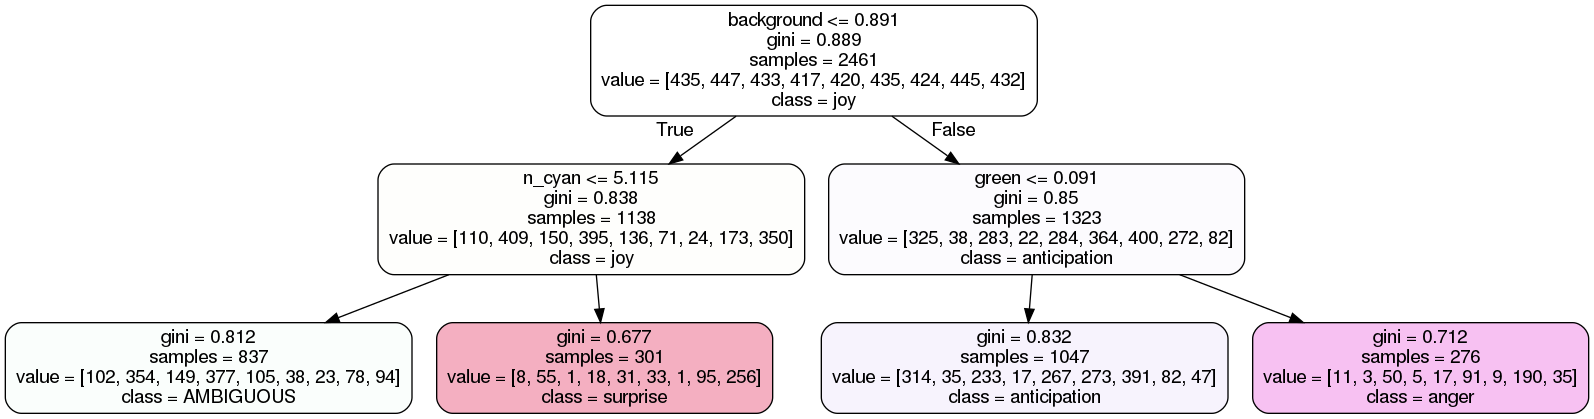 background <= 0.891
gini = 0.889
samples = 2461
value = [435, 447, 433, 417, 420, 435, 424, 445, 432]
class = joy
True
False
n_cyan <= 5.115
gini = 0.838
samples = 1138
value = [110, 409, 150, 395, 136, 71, 24, 173, 350]
class = joy
green <= 0.091
gini = 0.85
samples = 1323
value = [325, 38, 283, 22, 284, 364, 400, 272, 82]
class = anticipation
gini = 0.812
samples = 837
value = [102, 354, 149, 377, 105, 38, 23, 78, 94]
class = AMBIGUOUS
gini = 0.677
samples = 301
value = [8, 55, 1, 18, 31, 33, 1, 95, 256]
class = surprise
gini = 0.832
samples = 1047
value = [314, 35, 233, 17, 267, 273, 391, 82, 47]
class = anticipation
gini = 0.712
samples = 276
value = [11, 3, 50, 5, 17, 91, 9, 190, 35]
class = anger